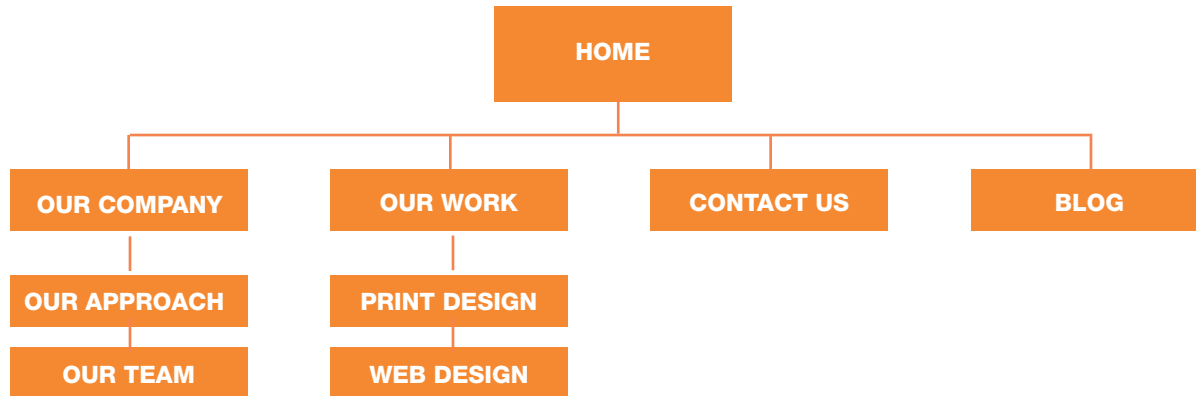 HOME
OUR COMPANY
OUR WORK
CONTACT US
BLOG
OUR APPROACH
PRINT DESIGN
OUR TEAM
WEB DESIGN